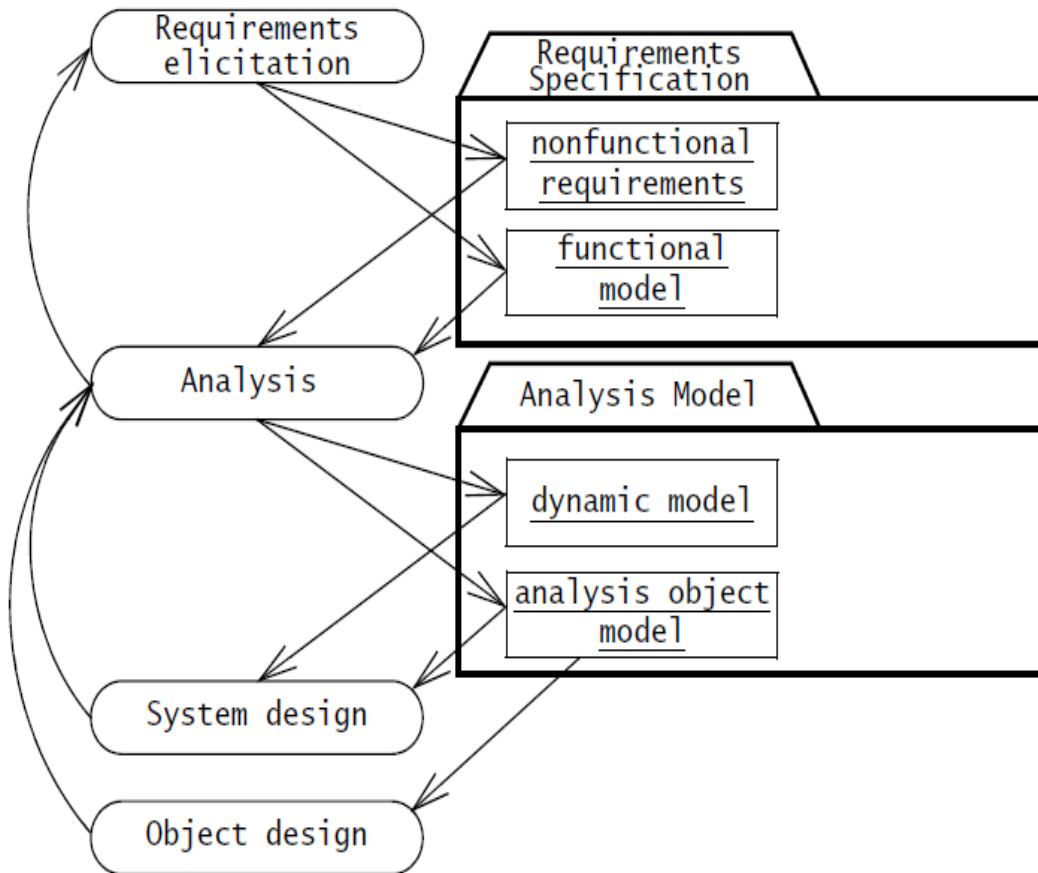 Requirements
elicitation
Requirements
Specification
nonfunctional
requirements
functional
model
Analysis
Analysis Model
dynamic model
analysis object
model
System design
Object design